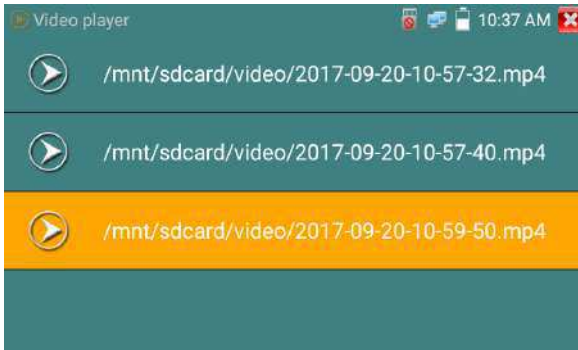 Video player
10:37 AM
/mnt/sdcard/video/2017-09-20-10-57-32.mp4
/mnt/sdcard/video/2017-09-20-10-57-40.mp4
/mnt/sdcard/video/2017-09-20-10-59-50.mp4